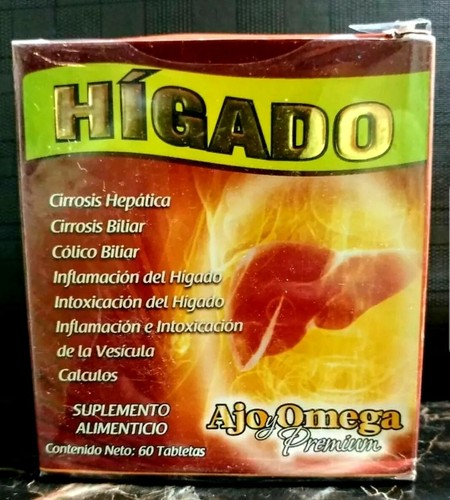 HÍGADO
Cirrosis Hepática
Cirrosis Biliar
Cólico Biliar
Inflamación del Hígado
Intoxicación del Hígado
Inflamación e Intoxicación
de la Vesícula
Calculos
SUPLEMENTO
ALIMENTICIO
Contenido Neto: 60 Tabletas
Ajo y Omega
Premium